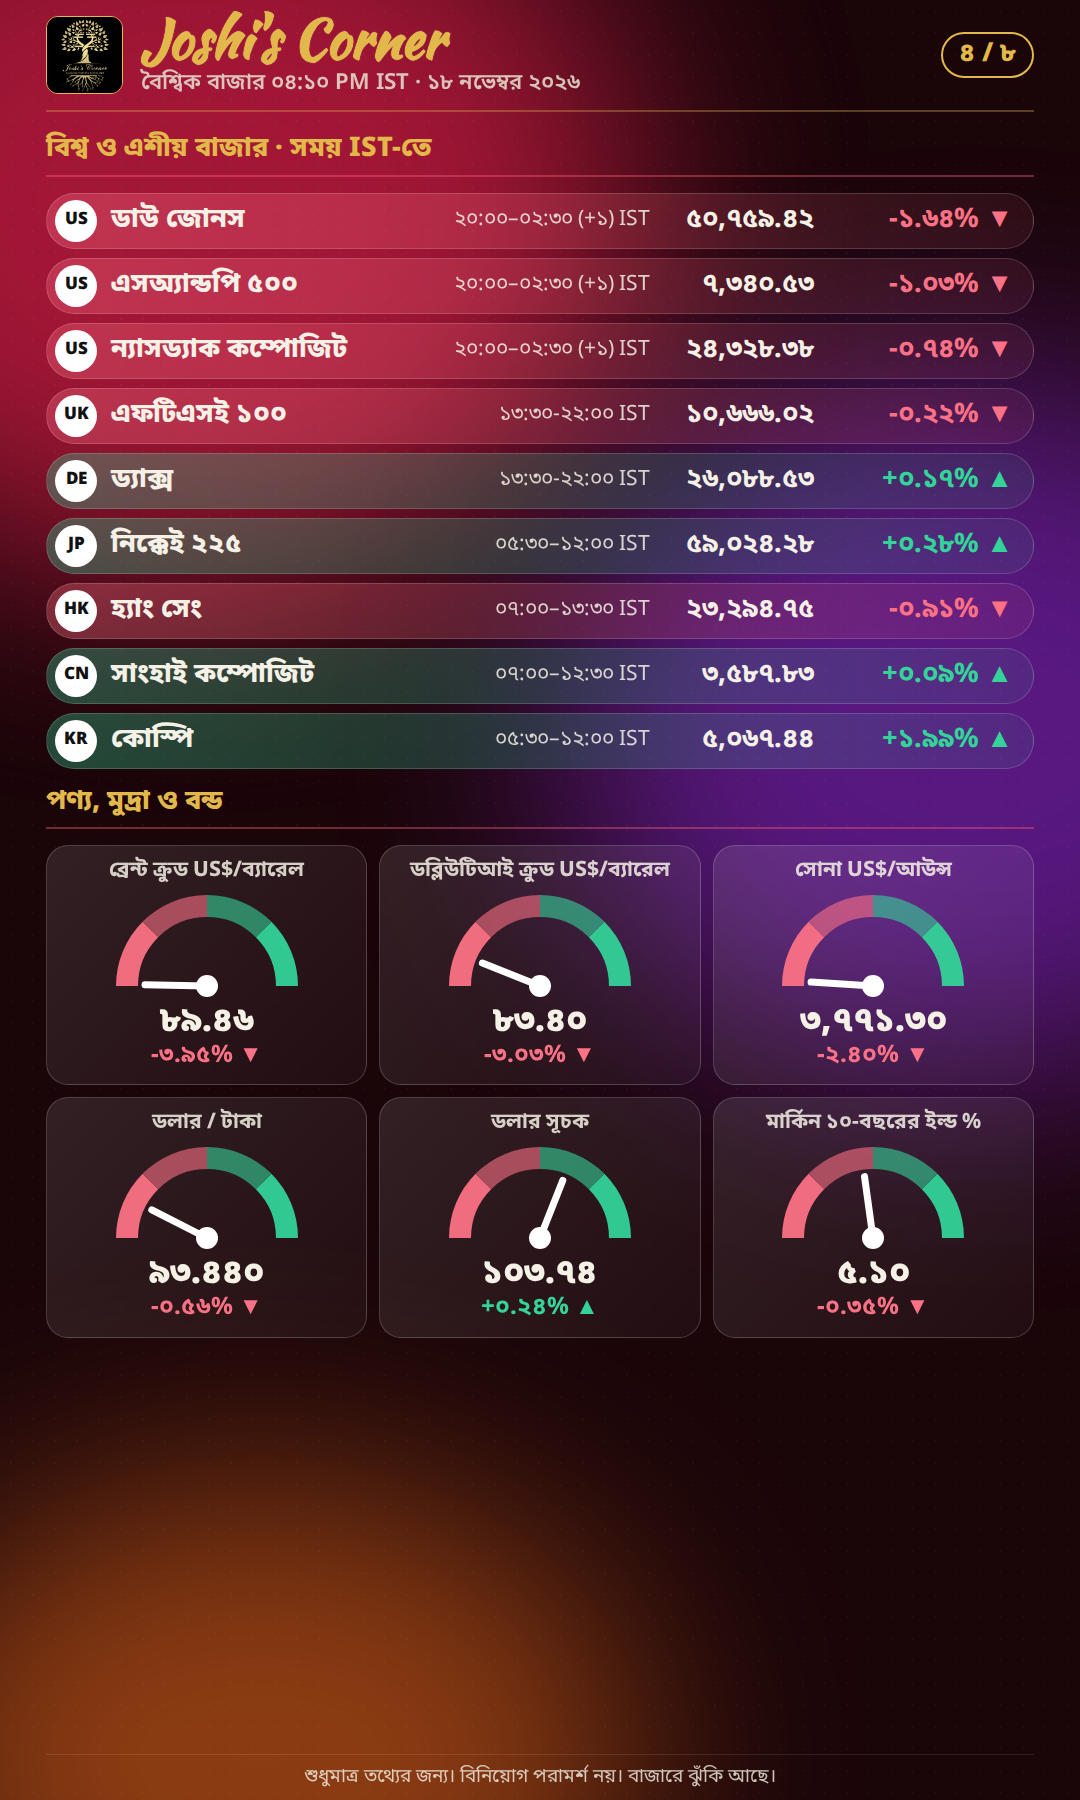 Joshi's Corner
বৈশ্বিক বাজার ০৪:১০ PM IST · ১৮ নভেম্বর ২০২৬
৪ / ৮
বিশ্ব ও এশীয় বাজার · সময় IST-তে
US ডাউ জোনস ২০:০০–০২:৩০ (+১) IST ৫০,৭৫৯.৪২ -১.৬৪% ▼
US এসঅ্যান্ডপি ৫০০ ২০:০০–০২:৩০ (+১) IST ৭,৩৪০.৫৩ -১.০৩% ▼
US ন্যাসড্যাক কম্পোজিট ২০:০০–০২:৩০ (+১) IST ২৪,৩২৮.৩৮ -০.৭৪% ▼
UK এফটিএসই ১০০ ১৩:৩০-২২:০০ IST ১০,৬৬৬.০২ -০.২২% ▼
DE ড্যাক্স ১৩:৩০-২২:০০ IST ২৬,০৮৮.৫৩ +০.১৭% ▲
JP নিক্কেই ২২৫ ০৫:৩০–১২:০০ IST ৫৯,০২৪.২৮ +০.২৮% ▲
HK হ্যাং সেং ০৭:০০–১৩:৩০ IST ২৩,২৯৪.৭৫ -০.৯১% ▼
CN সাংহাই কম্পোজিট ০৭:০০–১২:৩০ IST ৩,৫৮৭.৮৩ +০.০৯% ▲
KR কোস্পি ০৫:৩০–১২:০০ IST ৫,০৬৭.৪৪ +১.৯৯% ▲
পণ্য, মুদ্রা ও বন্ড
ব্রেন্ট ক্রুড US$/ব্যারেল
৮৯.৪৬
-৩.৯৫% ▼
ডব্লিউটিআই ক্রুড US$/ব্যারেল
৮৩.৪০
-৩.০৩% ▼
সোনা US$/আউন্স
৩,৭৭১.৩০
-২.৪০% ▼
ডলার / টাকা
৯৩.৪৪০
-০.৫৬% ▼
ডলার সূচক
১০৩.৭৪
+০.২৪% ▲
মার্কিন ১০-বছরের ইল্ড %
৫.১০
-০.৩৫% ▼
শুধুমাত্র তথ্যের জন্য। বিনিয়োগ পরামর্শ নয়। বাজারে ঝুঁকি আছে।